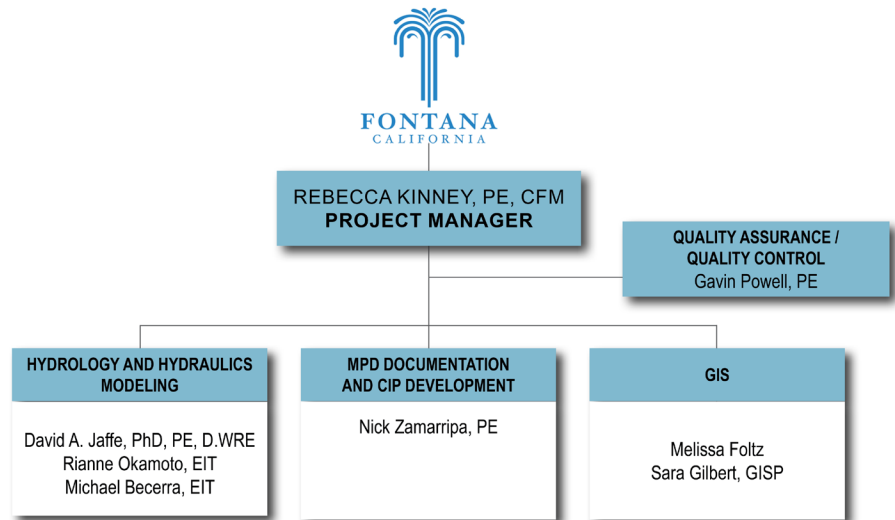 FONTANA
CALIFORNIA
REBECCA KINNEY, PE, CFM
PROJECT MANAGER
QUALITY ASSURANCE /
QUALITY CONTROL
Gavin Powell, PE
HYDROLOGY AND HYDRAULICS
MODELING
David A. Jaffe, PhD, PE, D.WRE
Rianne Okamoto, EIT
Michael Becerra, EIT
MPD DOCUMENTATION
AND CIP DEVELOPMENT
Nick Zamarripa, PE
GIS
Melissa Foltz
Sara Gilbert, GISP